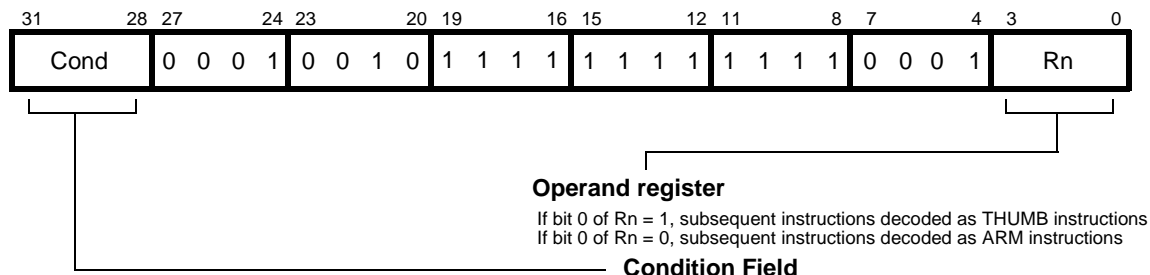 31 28 27 24 23 20 19 16 15 12 11 8 7 4 3 0
Cond 0 0 0 1 0 0 1 0 1 1 1 1 1 1 1 1 1 1 1 1 0 0 0 1 Rn
Operand register
If bit 0 of Rn = 1, subsequent instructions decoded as THUMB instructions
If bit 0 of Rn = 0, subsequent instructions decoded as ARM instructions
Condition Field